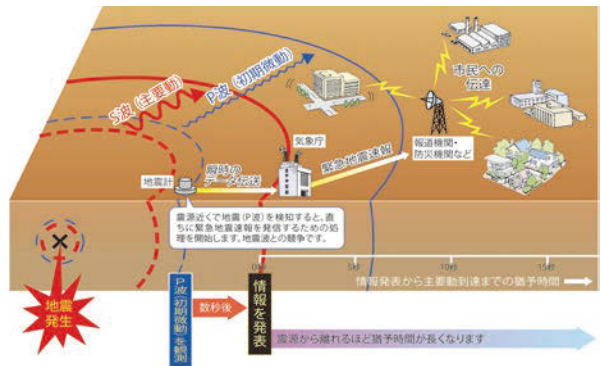 S波(主要動)
P波(初期微動)
市民への
伝達
気象庁
緊急地震速報
報道機関・
防災機関など
瞬時の
データ伝送
地震計
震源近くで地震(P波)を検知すると、直
ちに緊急地震速報を発信するための処
理を開始します。地震波との競争です。
0秒
5秒
10秒
15秒
情報発表から主要動到達までの猶予時間
地震
発生
P波(初期微動)を観測
数秒後
情報を発表
震源から離れるほど猶予時間が長くなります